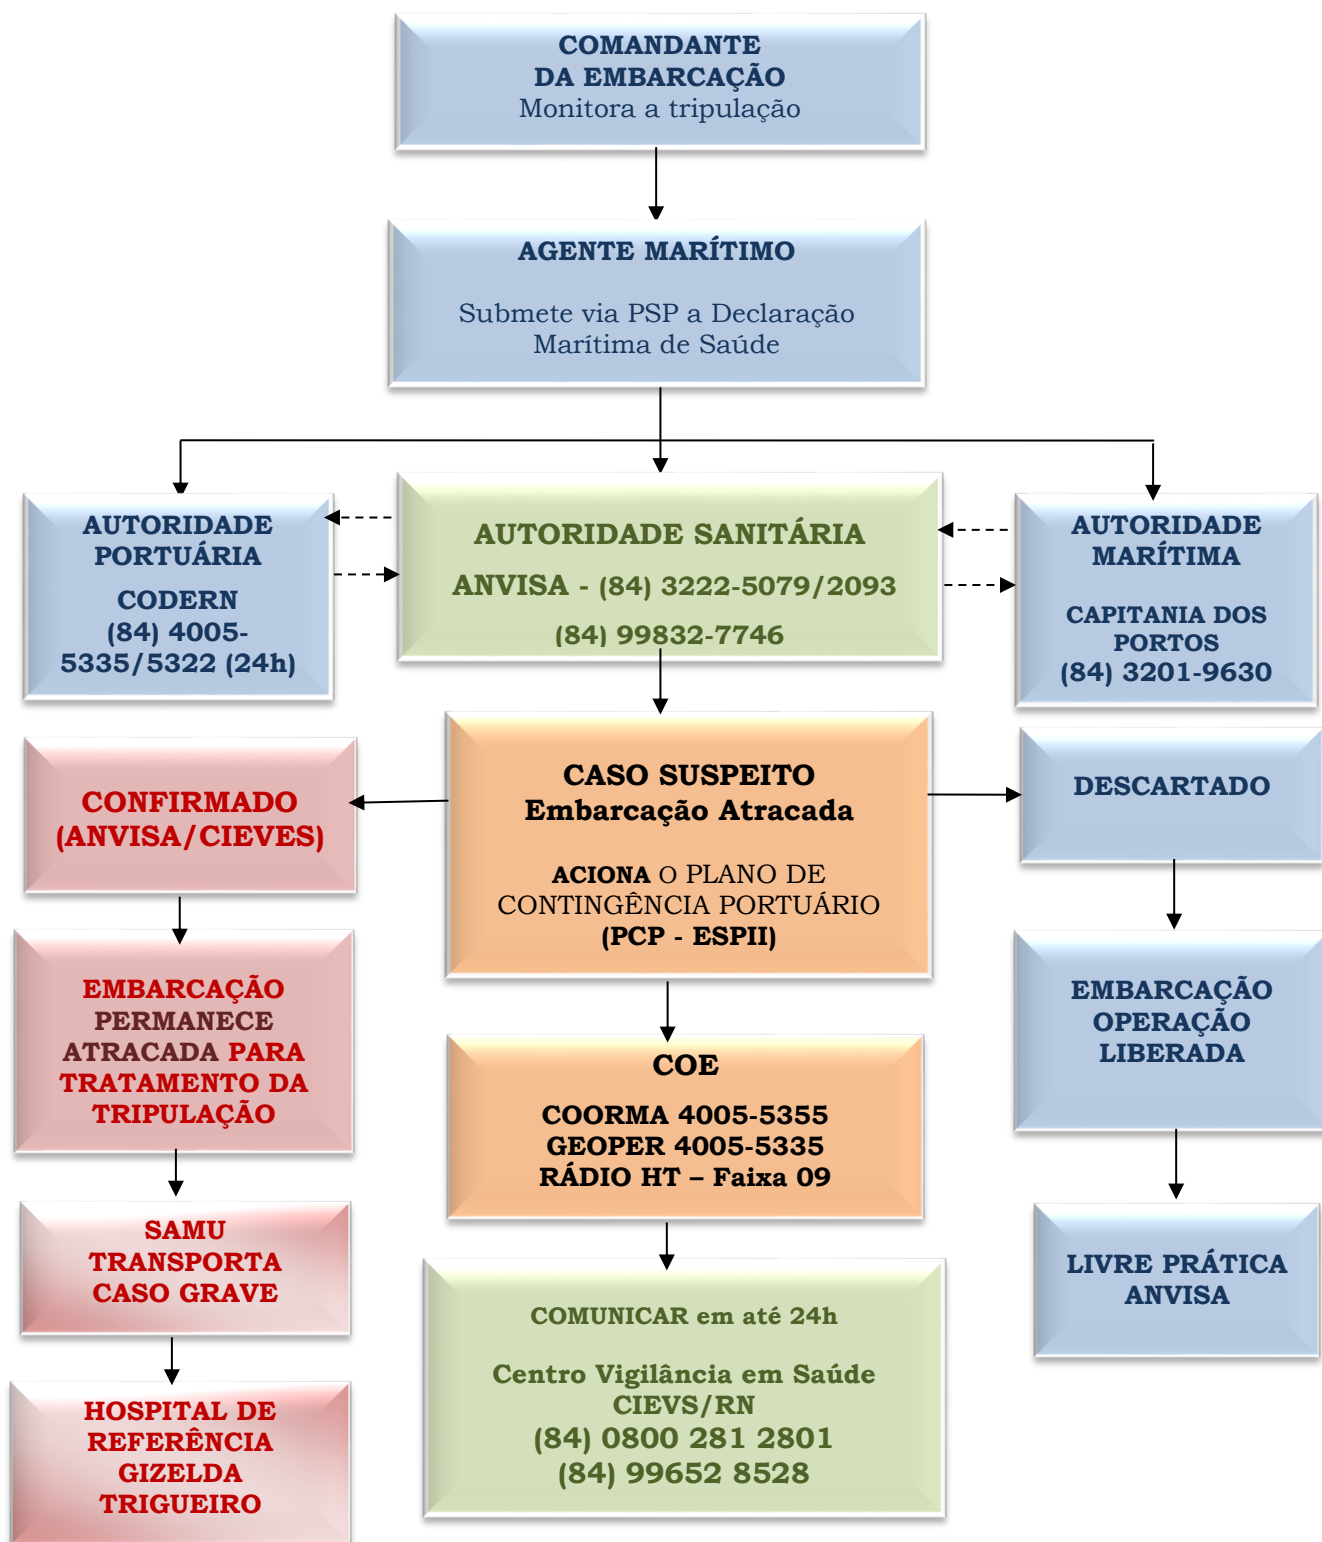 COMANDANTE
DA EMBARCAÇÃO
Monitora a tripulação
AGENTE MARÍTIMO
Submete via PSP a Declaração
Marítima de Saúde
AUTORIDADE
PORTUÁRIA
CODERN
(84) 4005-
5335/5322 (24h)
AUTORIDADE SANITÁRIA
ANVISA - (84) 3222-5079/2093
(84) 99832-7746
AUTORIDADE
MARÍTIMA
CAPITANIA DOS
PORTOS
(84) 3201-9630
CONFIRMADO
(ANVISA/CIEVES)
CASO SUSPEITO
Embarcação Atracada
ACIONA O PLANO DE
CONTINGÊNCIA PORTUÁRIO
(PCP - ESPII)
DESCARTADO
EMBARCAÇÃO
PERMANECE
ATRACADA PARA
TRATAMENTO DA
TRIPULAÇÃO
COE
COORMA 4005-5355
GEOPER 4005-5335
RÁDIO HT – Faixa 09
EMBARCAÇÃO
OPERAÇÃO
LIBERADA
SAMU
TRANSPORTA
CASO GRAVE
COMUNICAR em até 24h
Centro Vigilância em Saúde
CIEVS/RN
(84) 0800 281 2801
(84) 99652 8528
LIVRE PRÁTICA
ANVISA
HOSPITAL DE
REFERÊNCIA
GIZELDA
TRIGUEIRO